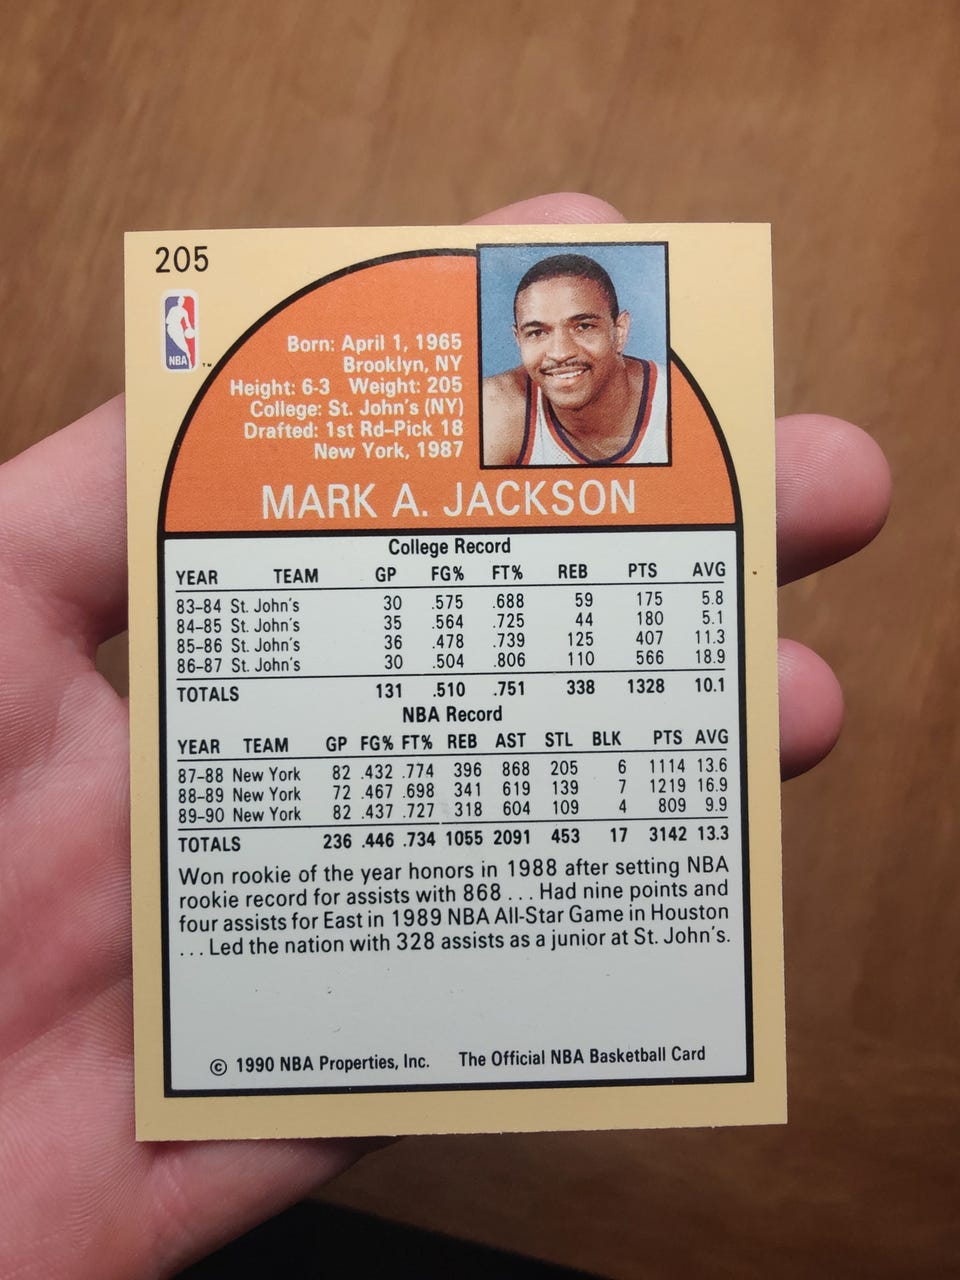 205
NBA
TM
Born: April 1, 1965
Brooklyn, NY
Height: 6-3 Weight: 205
College: St. John's (NY)
Drafted: 1st Rd-Pick 18
New York, 1987
MARK A. JACKSON
College Record
YEAR TEAM GP FG% FT% REB PTS AVG
83-84 St. John's 30 .575 .688 59 175 5.8
84-85 St. John's 35 .564 .725 44 180 5.1
85-86 St. John's 36 .478 .739 125 407 11.3
86-87 St. John's 30 .504 .806 110 566 18.9
TOTALS 131 .510 .751 338 1328 10.1
NBA Record
YEAR TEAM GP FG% FT% REB AST STL BLK PTS AVG
87-88 New York 82 .432 .774 396 868 205 6 1114 13.6
88-89 New York 72 .467 .698 341 619 139 7 1219 16.9
89-90 New York 82 .437 .727 318 604 109 4 809 9.9
TOTALS 236 .446 .734 1055 2091 453 17 3142 13.3
Won rookie of the year honors in 1988 after setting NBA
rookie record for assists with 868 . . . Had nine points and
four assists for East in 1989 NBA All-Star Game in Houston
. . . Led the nation with 328 assists as a junior at St. John's.
© 1990 NBA Properties, Inc. The Official NBA Basketball Card